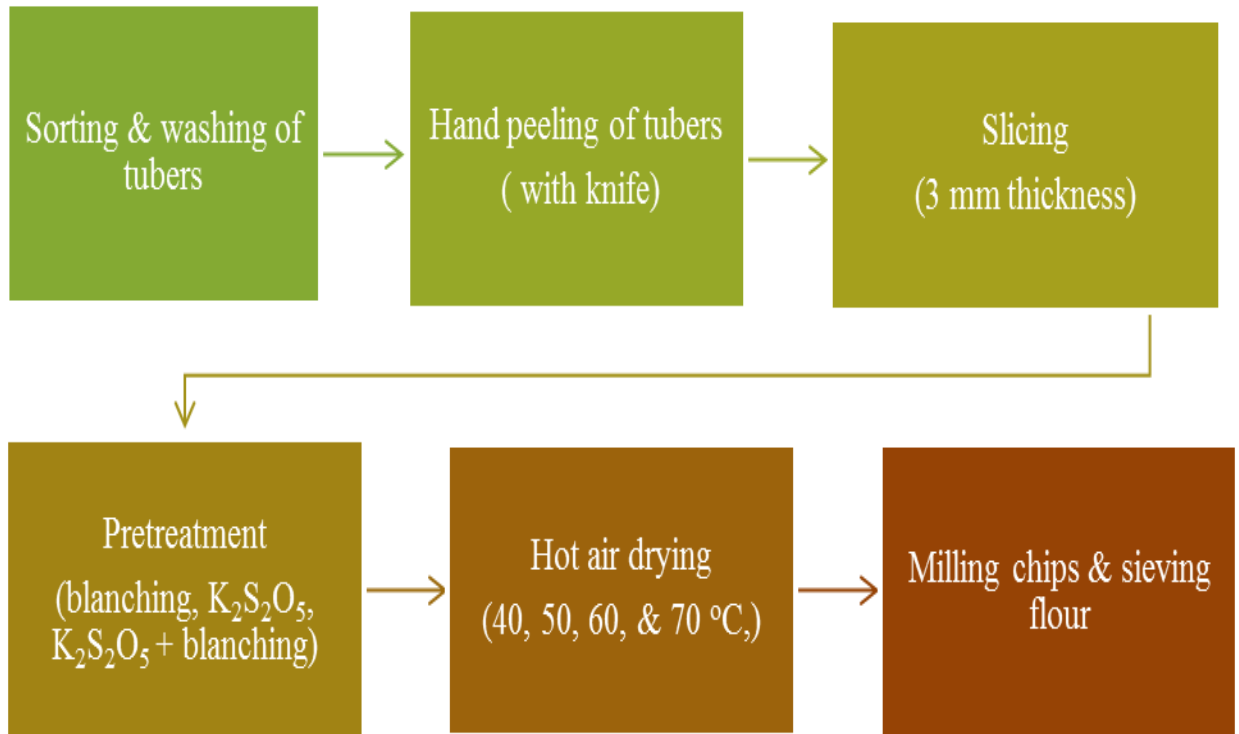 Sorting & washing of
tubers
Hand peeling of tubers
( with knife)
Slicing
(3 mm thickness)
Pretreatment
(blanching, K₂S₂O₅,
K₂S₂O₅ + blanching)
Hot air drying
(40, 50, 60, & 70 ºC,)
Milling chips & sieving
flour